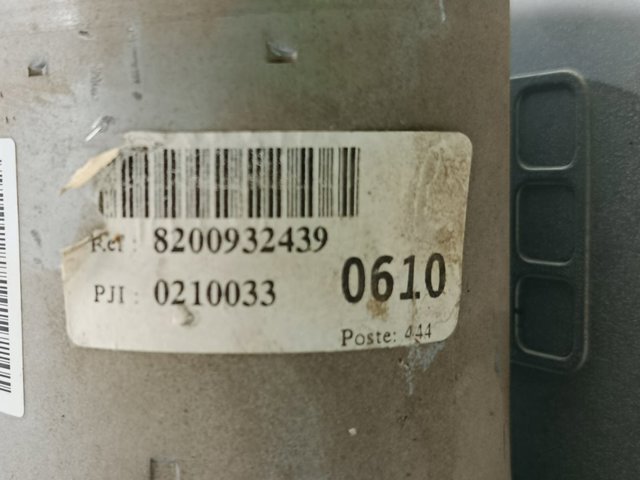 Ref : 8200932439
PJI : 0210033
0610
Poste: 444